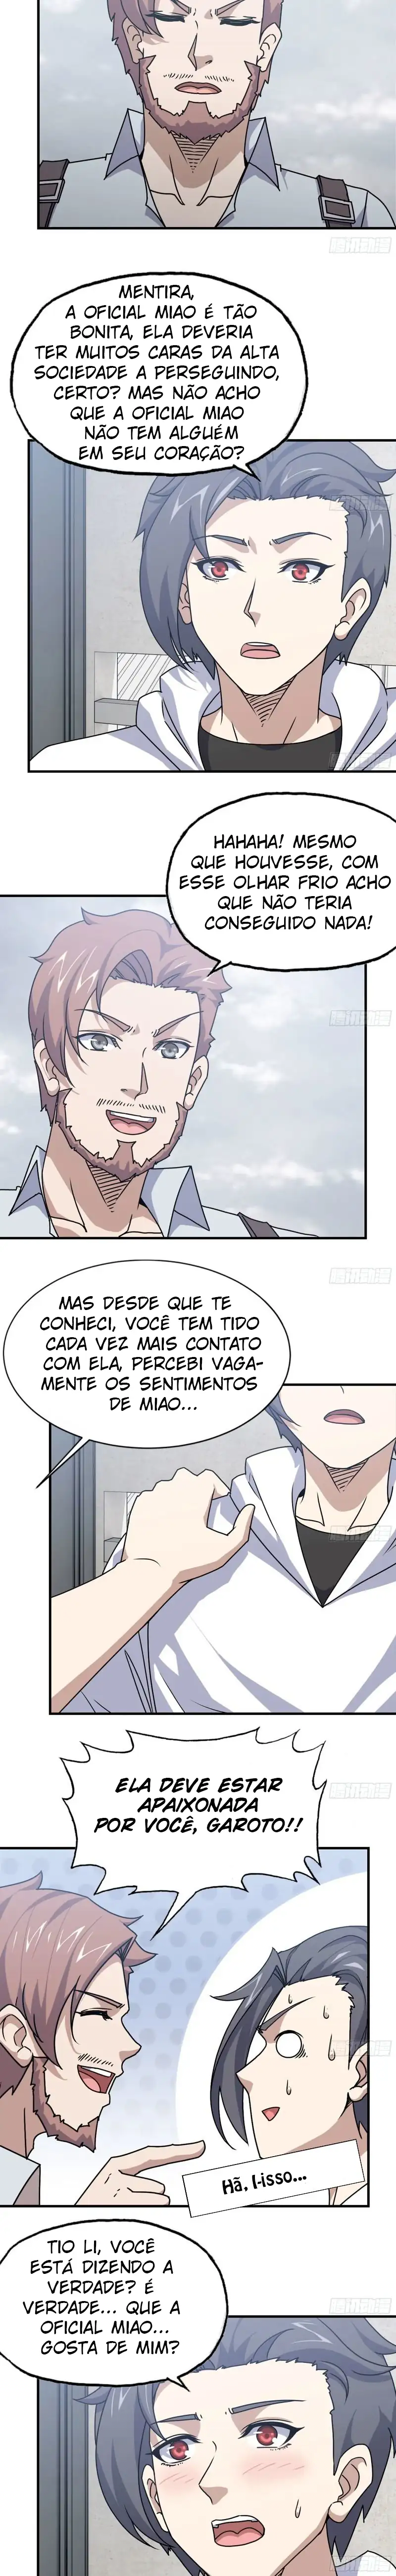 MENTIRA,
A OFICIAL MIAO É TÃO
BONITA, ELA DEVERIA
TER MUITOS CARAS DA ALTA
SOCIEDADE A PERSEGUINDO,
CERTO? MAS NÃO ACHO
QUE A OFICIAL MIAO
NÃO TEM ALGUÉM
EM SEU CORAÇÃO?
HAHAHA! MESMO
QUE HOUVESSE, COM
ESSE OLHAR FRIO ACHO
QUE NÃO TERIA
CONSEGUIDO NADA!
MAS DESDE QUE TE
CONHECI, VOCÊ TEM TIDO
CADA VEZ MAIS CONTATO
COM ELA, PERCEBI VAGA-
MENTE OS SENTIMENTOS
DE MIAO...
ELA DEVE ESTAR
APAIXONADA
POR VOCÊ, GAROTO!!
Hã, I-isso...
TIO LI, VOCÊ
ESTÁ DIZENDO A
VERDADE? É
VERDADE... QUE A
OFICIAL MIAO...
GOSTA DE MIM?